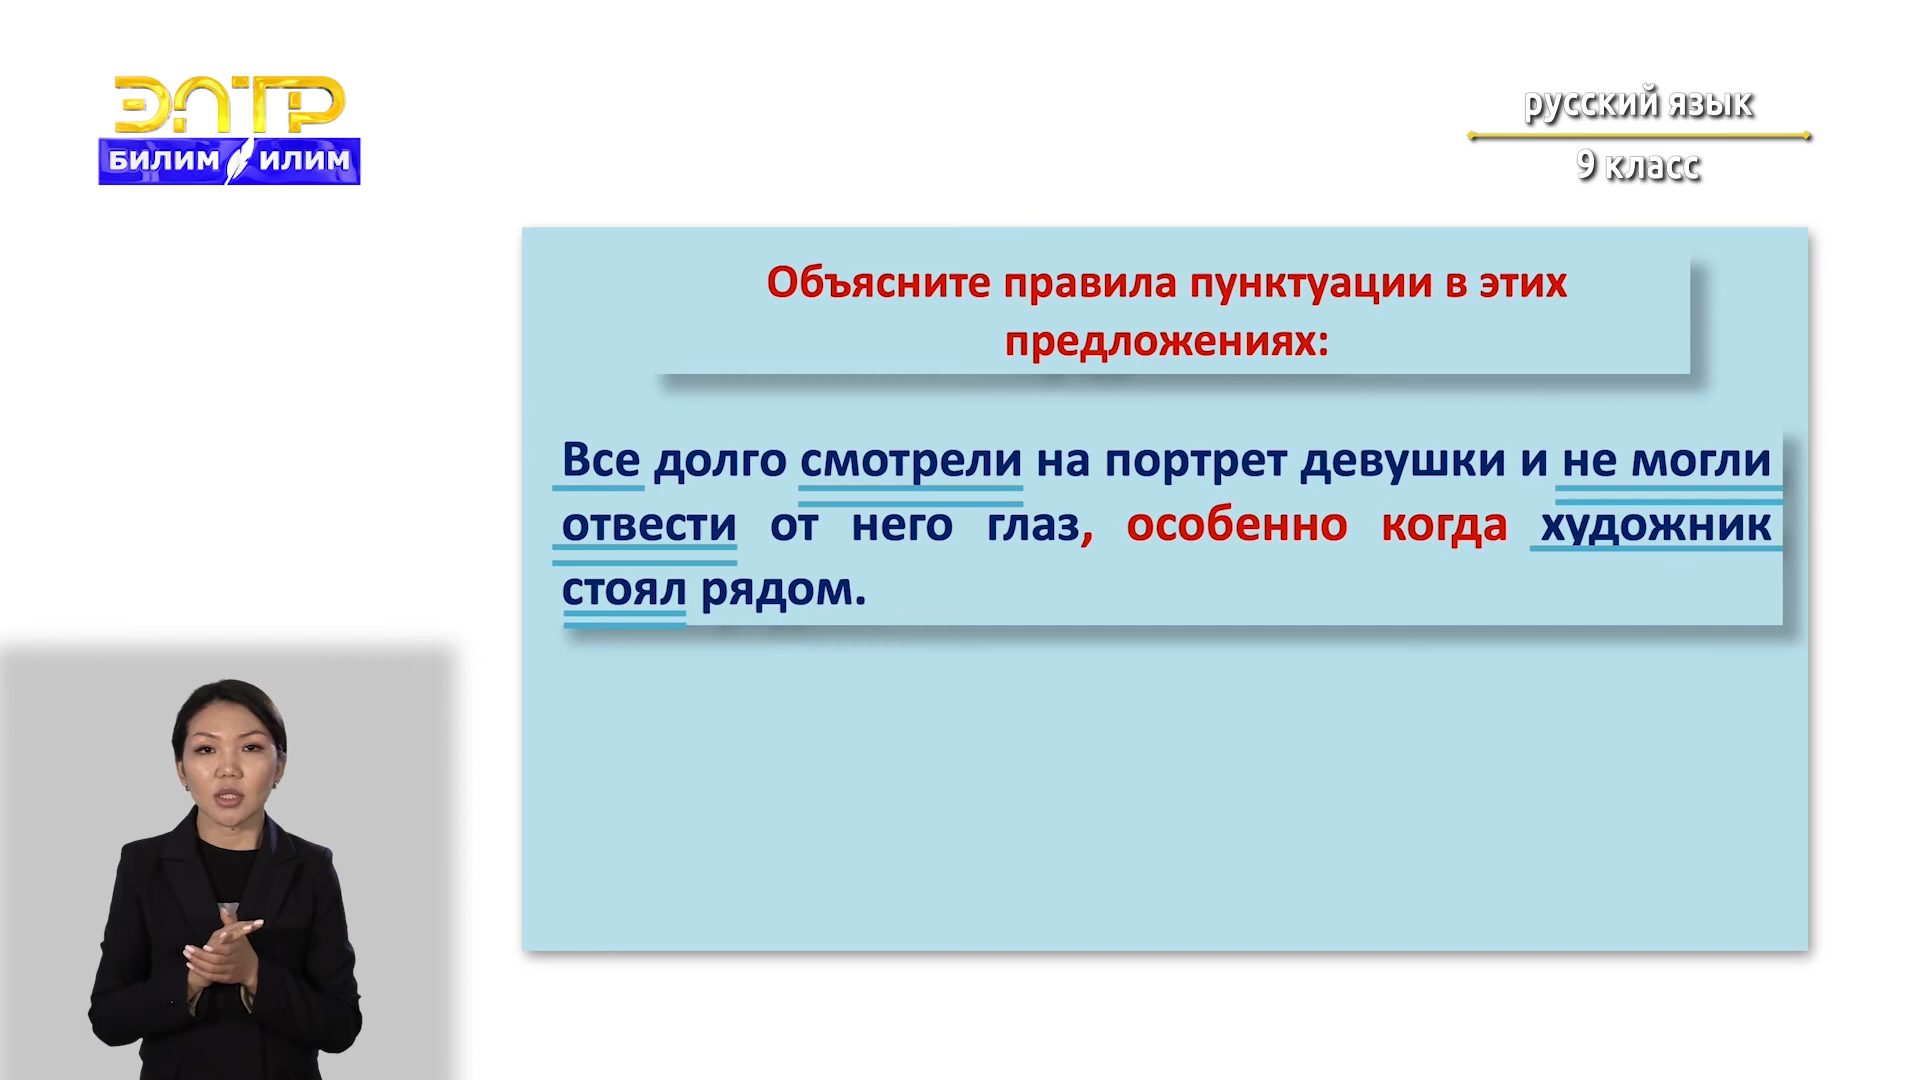 ЭЛТР
БИЛИМ ИЛИМ
русский язык
9 класс
Объясните правила пунктуации в этих
предложениях:
Все долго смотрели на портрет девушки и не могли
отвести от него глаз, особенно когда художник
стоял рядом.